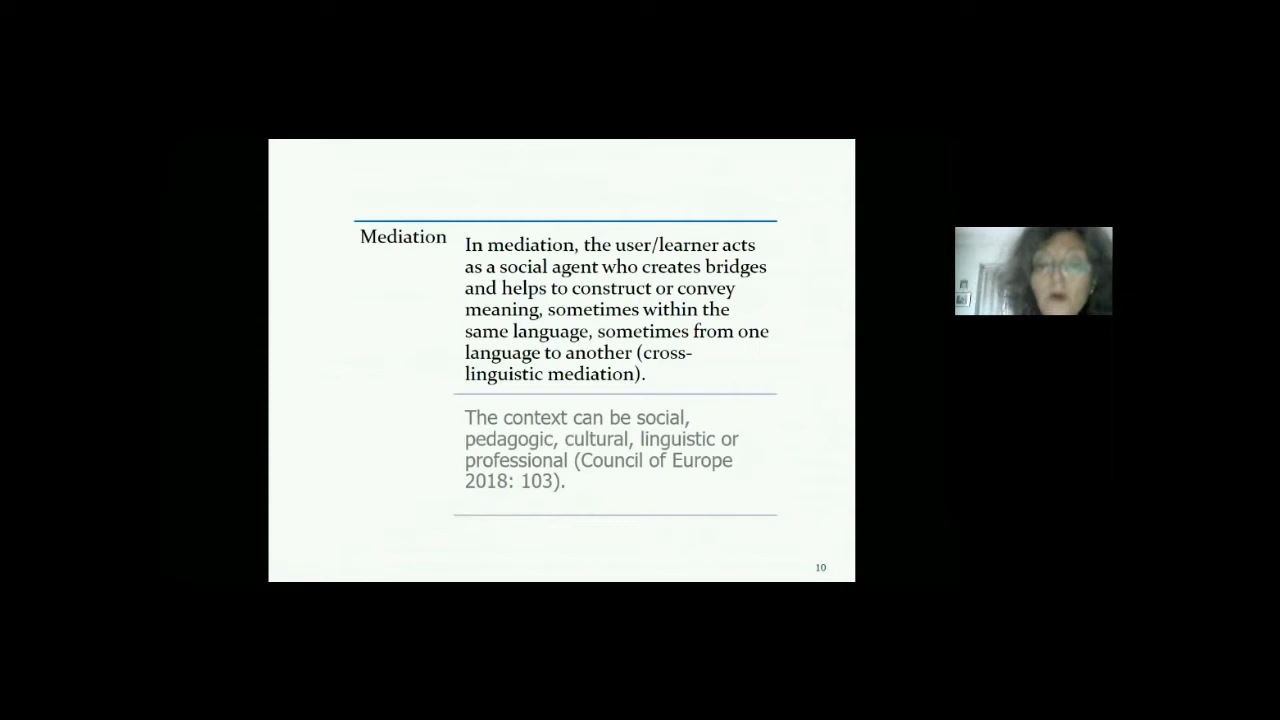 Mediation
In mediation, the user/learner acts
as a social agent who creates bridges
and helps to construct or convey
meaning, sometimes within the
same language, sometimes from one
language to another (cross-
linguistic mediation).
The context can be social,
pedagogic, cultural, linguistic or
professional (Council of Europe
2018: 103).
10